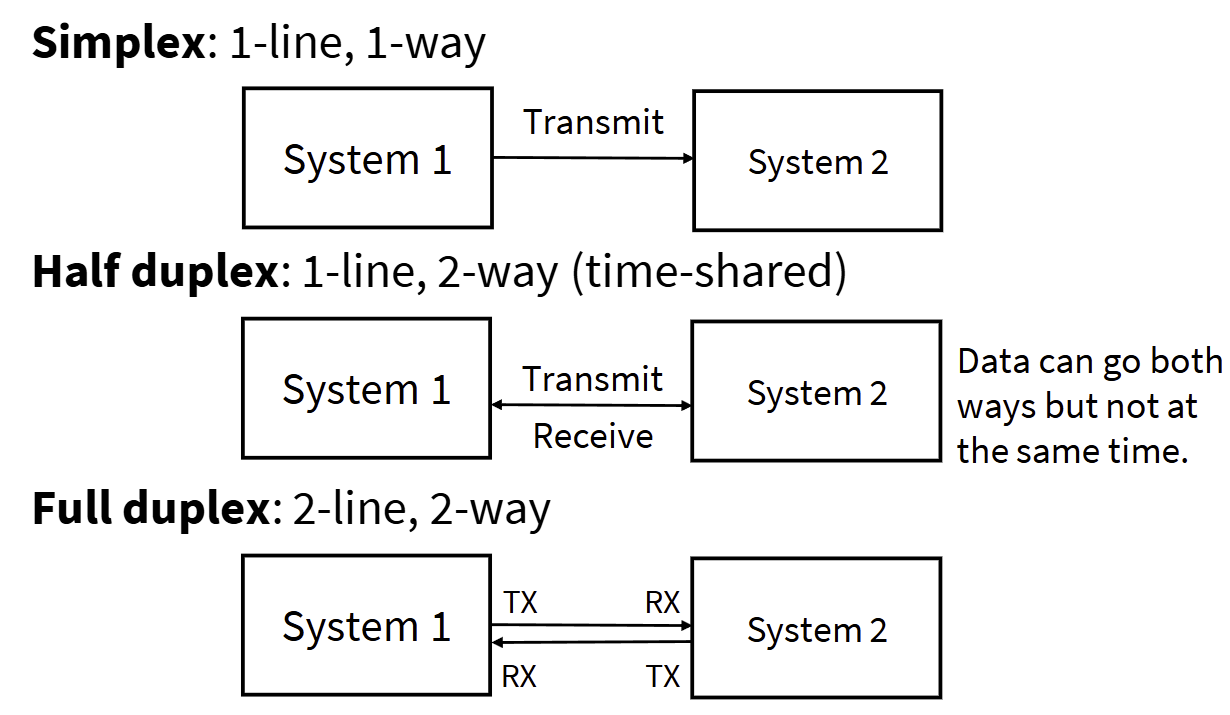 Simplex: 1-line, 1-way
System 1
Transmit
System 2
Half duplex: 1-line, 2-way (time-shared)
System 1
Transmit
Receive
System 2
Data can go both
ways but not at
the same time.
Full duplex: 2-line, 2-way
System 1
TX
RX
RX
TX
System 2